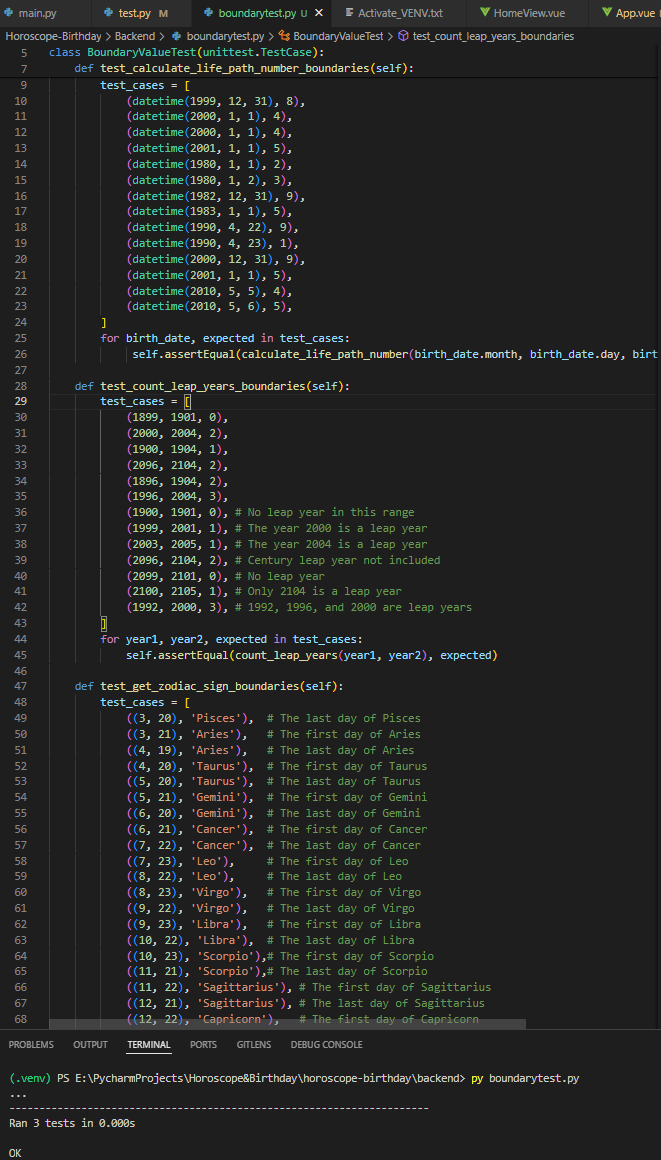 main.py test.py M boundarytest.py U Activate_VENV.txt HomeView.vue App.vue
Horoscope-Birthday > Backend > boundarytest.py > BoundaryValueTest > test_count_leap_years_boundaries
5 class BoundaryValueTest(unittest.TestCase):
7 def test_calculate_life_path_number_boundaries(self):
9 test_cases = [
10 (datetime(1999, 12, 31), 8),
11 (datetime(2000, 1, 1), 4),
12 (datetime(2000, 1, 1), 4),
13 (datetime(2001, 1, 1), 5),
14 (datetime(1980, 1, 1), 2),
15 (datetime(1980, 1, 2), 3),
16 (datetime(1982, 12, 31), 9),
17 (datetime(1983, 1, 1), 5),
18 (datetime(1990, 4, 22), 9),
19 (datetime(1990, 4, 23), 1),
20 (datetime(2000, 12, 31), 9),
21 (datetime(2001, 1, 1), 5),
22 (datetime(2010, 5, 5), 4),
23 (datetime(2010, 5, 6), 5),
24 ]
25 for birth_date, expected in test_cases:
26 self.assertEqual(calculate_life_path_number(birth_date.month, birth_date.day, birt
27
28 def test_count_leap_years_boundaries(self):
29 test_cases = [
30 (1899, 1901, 0),
31 (2000, 2004, 2),
32 (1900, 1904, 1),
33 (2096, 2104, 2),
34 (1896, 1904, 2),
35 (1996, 2004, 3),
36 (1900, 1901, 0), # No leap year in this range
37 (1999, 2001, 1), # The year 2000 is a leap year
38 (2003, 2005, 1), # The year 2004 is a leap year
39 (2096, 2104, 2), # Century leap year not included
40 (2099, 2101, 0), # No leap year
41 (2100, 2105, 1), # Only 2104 is a leap year
42 (1992, 2000, 3), # 1992, 1996, and 2000 are leap years
43 ]
44 for year1, year2, expected in test_cases:
45 self.assertEqual(count_leap_years(year1, year2), expected)
46
47 def test_get_zodiac_sign_boundaries(self):
48 test_cases = [
49 ((3, 20), 'Pisces'), # The last day of Pisces
50 ((3, 21), 'Aries'), # The first day of Aries
51 ((4, 19), 'Aries'), # The last day of Aries
52 ((4, 20), 'Taurus'), # The first day of Taurus
53 ((5, 20), 'Taurus'), # The last day of Taurus
54 ((5, 21), 'Gemini'), # The first day of Gemini
55 ((6, 20), 'Gemini'), # The last day of Gemini
56 ((6, 21), 'Cancer'), # The first day of Cancer
57 ((7, 22), 'Cancer'), # The last day of Cancer
58 ((7, 23), 'Leo'), # The first day of Leo
59 ((8, 22), 'Leo'), # The last day of Leo
60 ((8, 23), 'Virgo'), # The first day of Virgo
61 ((9, 22), 'Virgo'), # The last day of Virgo
62 ((9, 23), 'Libra'), # The first day of Libra
63 ((10, 22), 'Libra'), # The last day of Libra
64 ((10, 23), 'Scorpio'),# The first day of Scorpio
65 ((11, 21), 'Scorpio'),# The last day of Scorpio
66 ((11, 22), 'Sagittarius'), # The first day of Sagittarius
67 ((12, 21), 'Sagittarius'), # The last day of Sagittarius
68 ((12, 22), 'Capricorn'), # The first day of Capricorn
PROBLEMS OUTPUT TERMINAL PORTS GITLENS DEBUG CONSOLE
(.venv) PS E:\PycharmProjects\Horoscope&Birthday\horoscope-birthday\backend> py boundarytest.py
...
----------------------------------------------------------------------
Ran 3 tests in 0.000s
OK